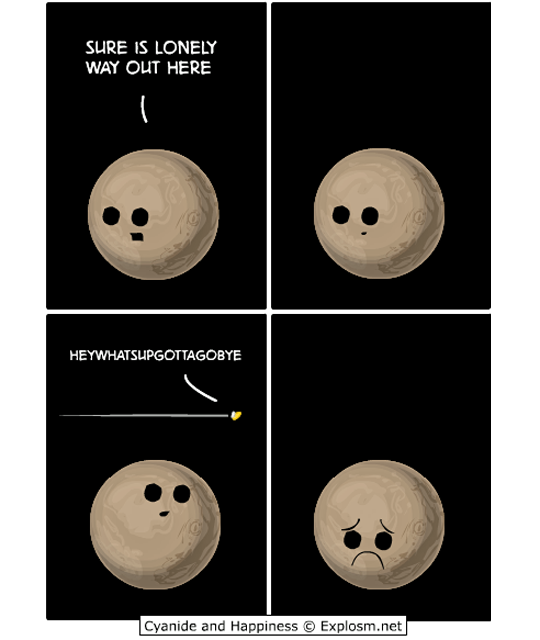 SURE IS LONELY
WAY OUT HERE
HEYWHATSUPGOTTAGOBYE
Cyanide and Happiness © Explosm.net